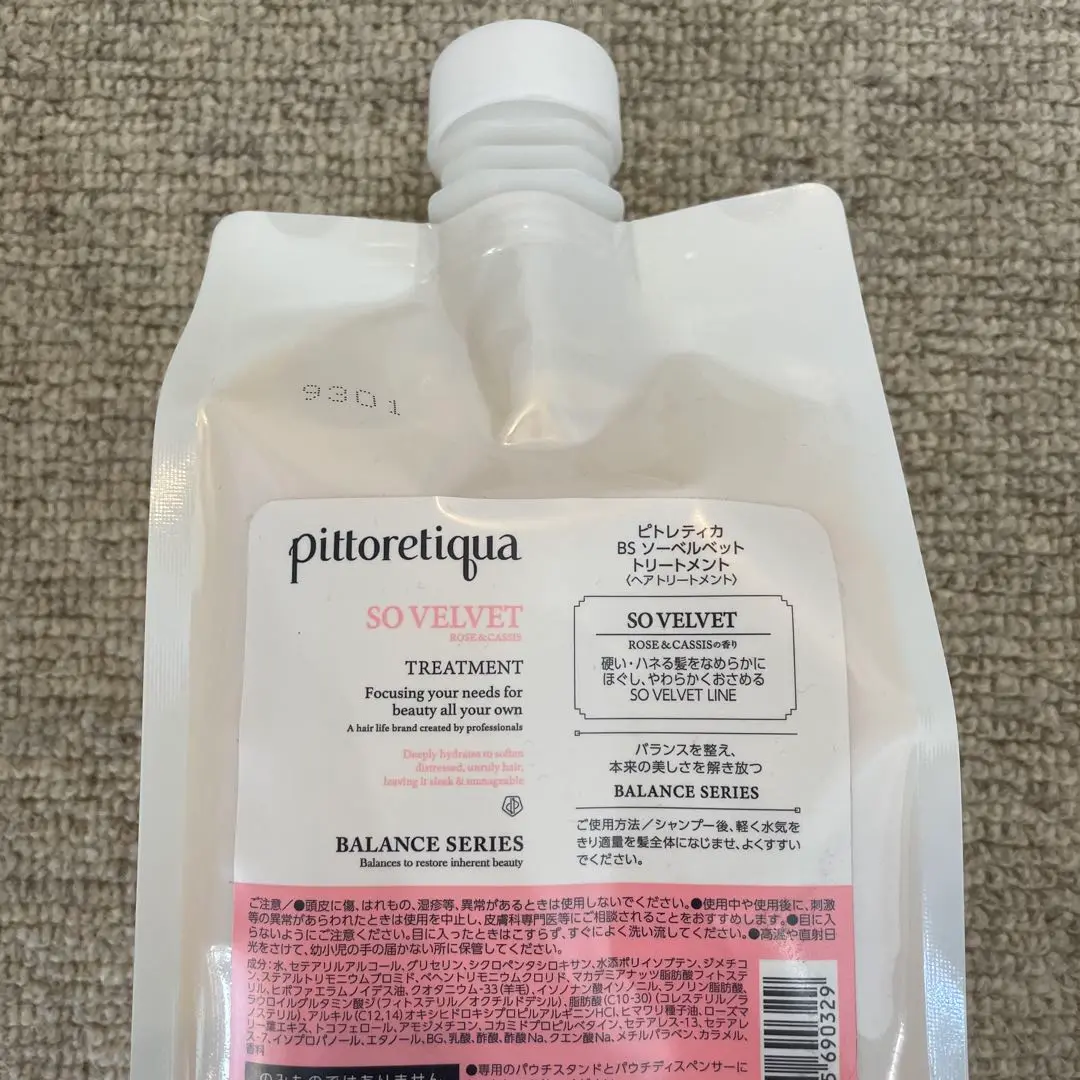 9301
pittoretiqua
SO VELVET
ROSE & CASSIS
TREATMENT
Focusing your needs for
beauty all your own
A hair life brand created by professionals
Deeply hydrates to soften
distressed, unruly hair,
leaving it sleek & manageable
BALANCE SERIES
Balances to restore inherent beauty
ピトレティカ
BS ソーベルベット
トリートメント
〈ヘアトリートメント〉
SO VELVET
ROSE & CASSISの香り
硬い・ハネる髪をなめらかに
ほぐし、やわらかくおさめる
SO VELVET LINE
バランスを整え、
本来の美しさを解き放つ
BALANCE SERIES
ご使用方法／シャンプー後、軽く水気を
きり適量を髪全体になじませ、よくすすい
でください。
ご注意／●頭皮に傷、はれもの、湿疹等、異常があるときは使用しないでください。●使用中や使用後に、刺激
等の異常があらわれたときは使用を中止し、皮膚科専門医等にご相談されることをおすすめします。●目に入
らないようにご注意ください。目に入ったときはこすらず、すぐによく洗い流してください。●高温や直射日
光をさけて、幼小児の手の届かない所に保管してください。
成分:水、セテアリルアルコール、グリセリン、シクロペンタシロキサン、水添ポリイソブテン、ジメチコ
ン、ステアルトリモニウムブロミド、ベヘントリモニウムクロリド、マカデミアナッツ脂肪酸フィトステ
リル、ヒポファエラムノイデス油、クオタニウム-33(羊毛)、イソノナン酸イソノニル、ラノリン脂肪酸、
ラウロイルグルタミン酸ジ(フィトステリル/オクチルドデシル)、脂肪酸(C10-30)(コレステリル/ラ
ノステリル)、アルキル(C12,14)オキシヒドロキシプロピルアルギニンHCl、ヒマワリ種子油、ローズマ
リー葉エキス、トコフェロール、アモジメチコン、コカミドプロピルベタイン、セテアレス-13、セテアレ
ス-7、イソプロパノール、エタノール、BG、乳酸、酢酸、酢酸Na、クエン酸Na、メチルパラベン、カラメル、
香料
●専用のパウチスタンドとパウチディスペンサーに
5690329